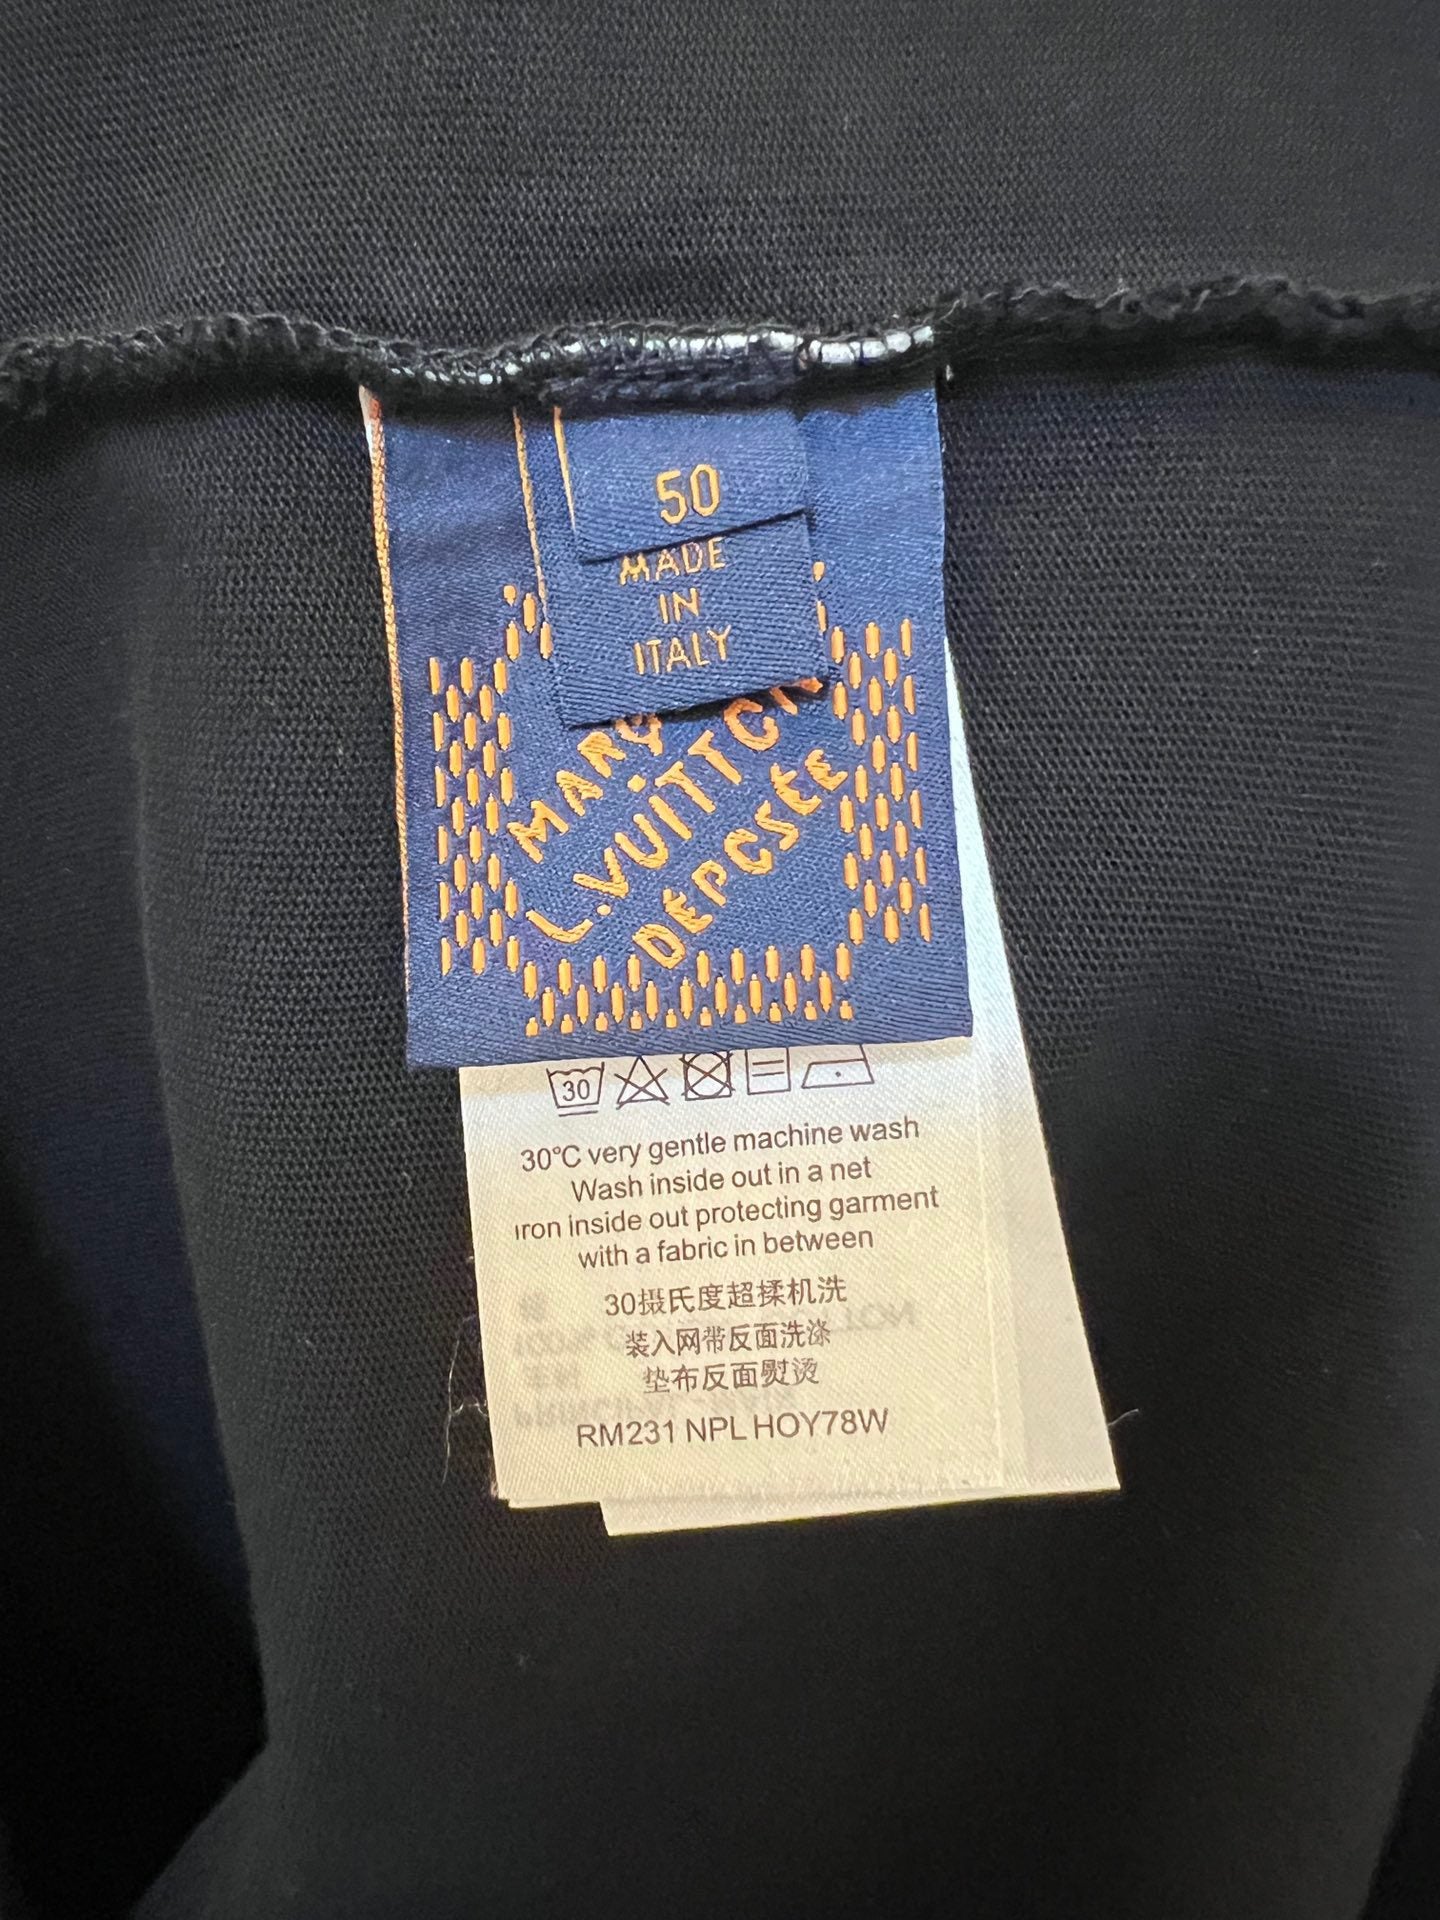 50
MADE
IN
ITALY
MARQ
L.VUITTON
DEPOSÉE
30
30°C very gentle machine wash
Wash inside out in a net
iron inside out protecting garment
with a fabric in between
30摄氏度超揉机洗
装入网带反面洗涤
垫布反面熨烫
RM231 NPL HOY78W